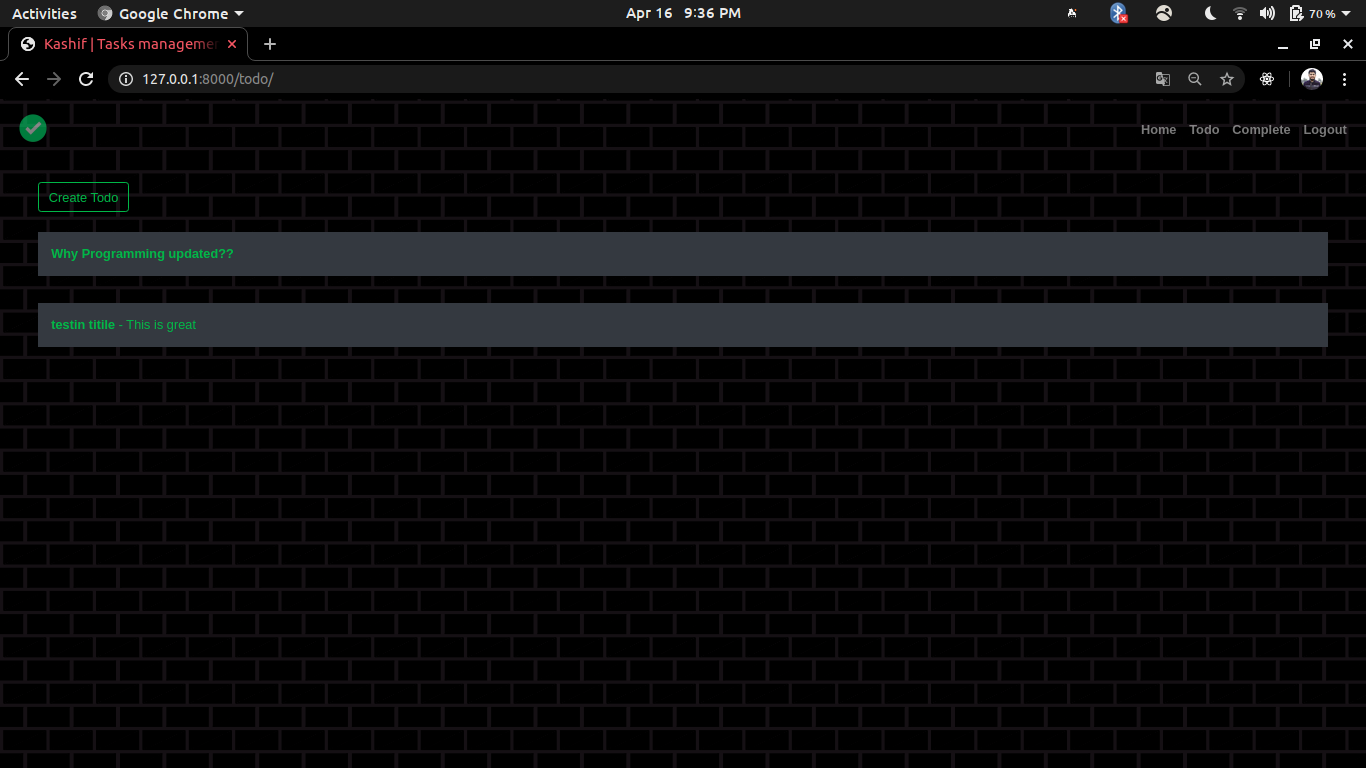 Activities Google Chrome Apr 16 9:36 PM 70 %
Kashif | Tasks manageme
127.0.0.1:8000/todo/
Home Todo Complete Logout
Create Todo
Why Programming updated??
testin titile - This is great